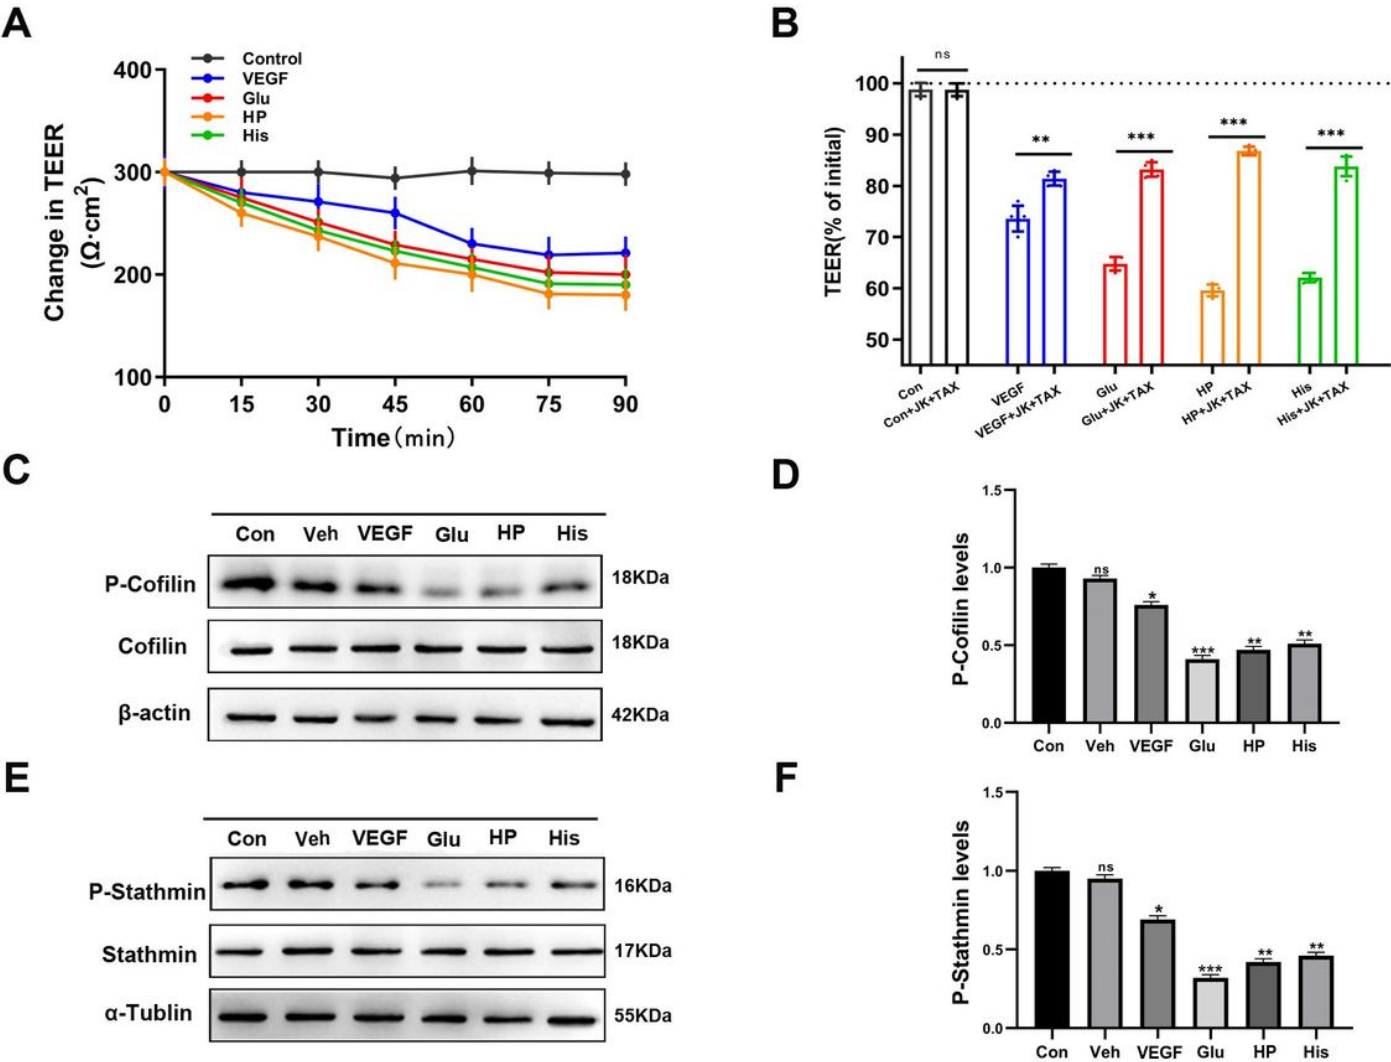 A
Control
VEGF
Glu
HP
His
Change in TEER
(Ω·cm²)
400
300
200
100
0 15 30 45 60 75 90
Time（min）
B
TEER(% of initial)
100
90
80
70
60
50
ns
**
***
***
***
Con
Con+JK+TAX
VEGF
VEGF+JK+TAX
Glu
Glu+JK+TAX
HP
HP+JK+TAX
His
His+JK+TAX
C
Con Veh VEGF Glu HP His
P-Cofilin 18KDa
Cofilin 18KDa
β-actin 42KDa
D
P-Cofilin levels
1.5
1.0
0.5
0.0
ns
*
***
**
**
Con Veh VEGF Glu HP His
E
Con Veh VEGF Glu HP His
P-Stathmin 16KDa
Stathmin 17KDa
α-Tublin 55KDa
F
P-Stathmin levels
1.5
1.0
0.5
0.0
ns
*
***
**
**
Con Veh VEGF Glu HP His